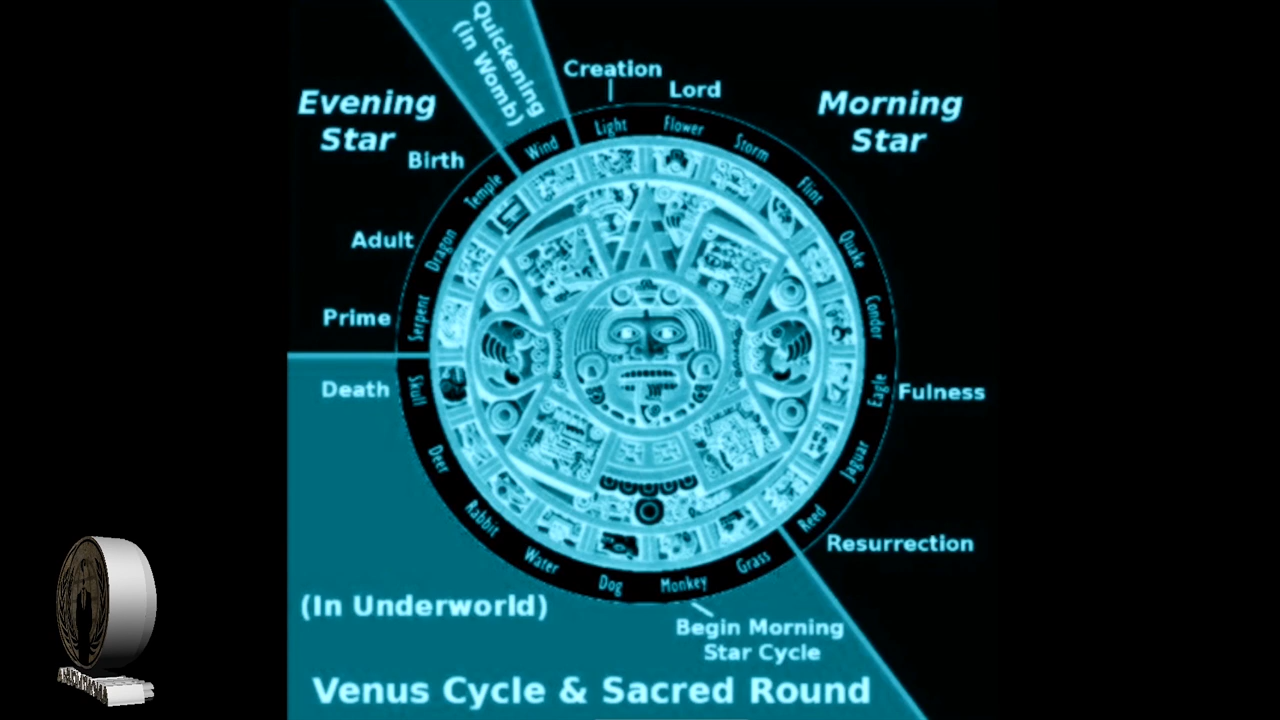 Quickening
(in Womb)
Creation
Lord
Evening
Star
Morning
Star
Birth
Adult
Prime
Death
Fulness
Resurrection
Light
Flower
Storm
Flint
Quake
Condor
Eagle
Jaguar
Reed
Grass
Monkey
Dog
Water
Rabbit
Deer
Skull
Serpent
Dragon
Temple
Wind
(In Underworld)
Begin Morning
Star Cycle
Venus Cycle & Sacred Round